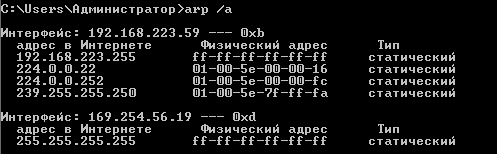 C:\Users\Администратор>arp /a
Интерфейс: 192.168.223.59 --- 0xb
адрес в Интернете Физический адрес Тип
192.168.223.255 ff-ff-ff-ff-ff-ff статический
224.0.0.22 01-00-5e-00-00-16 статический
224.0.0.252 01-00-5e-00-00-fc статический
239.255.255.250 01-00-5e-7f-ff-fa статический
Интерфейс: 169.254.56.19 --- 0xd
адрес в Интернете Физический адрес Тип
255.255.255.255 ff-ff-ff-ff-ff-ff статический